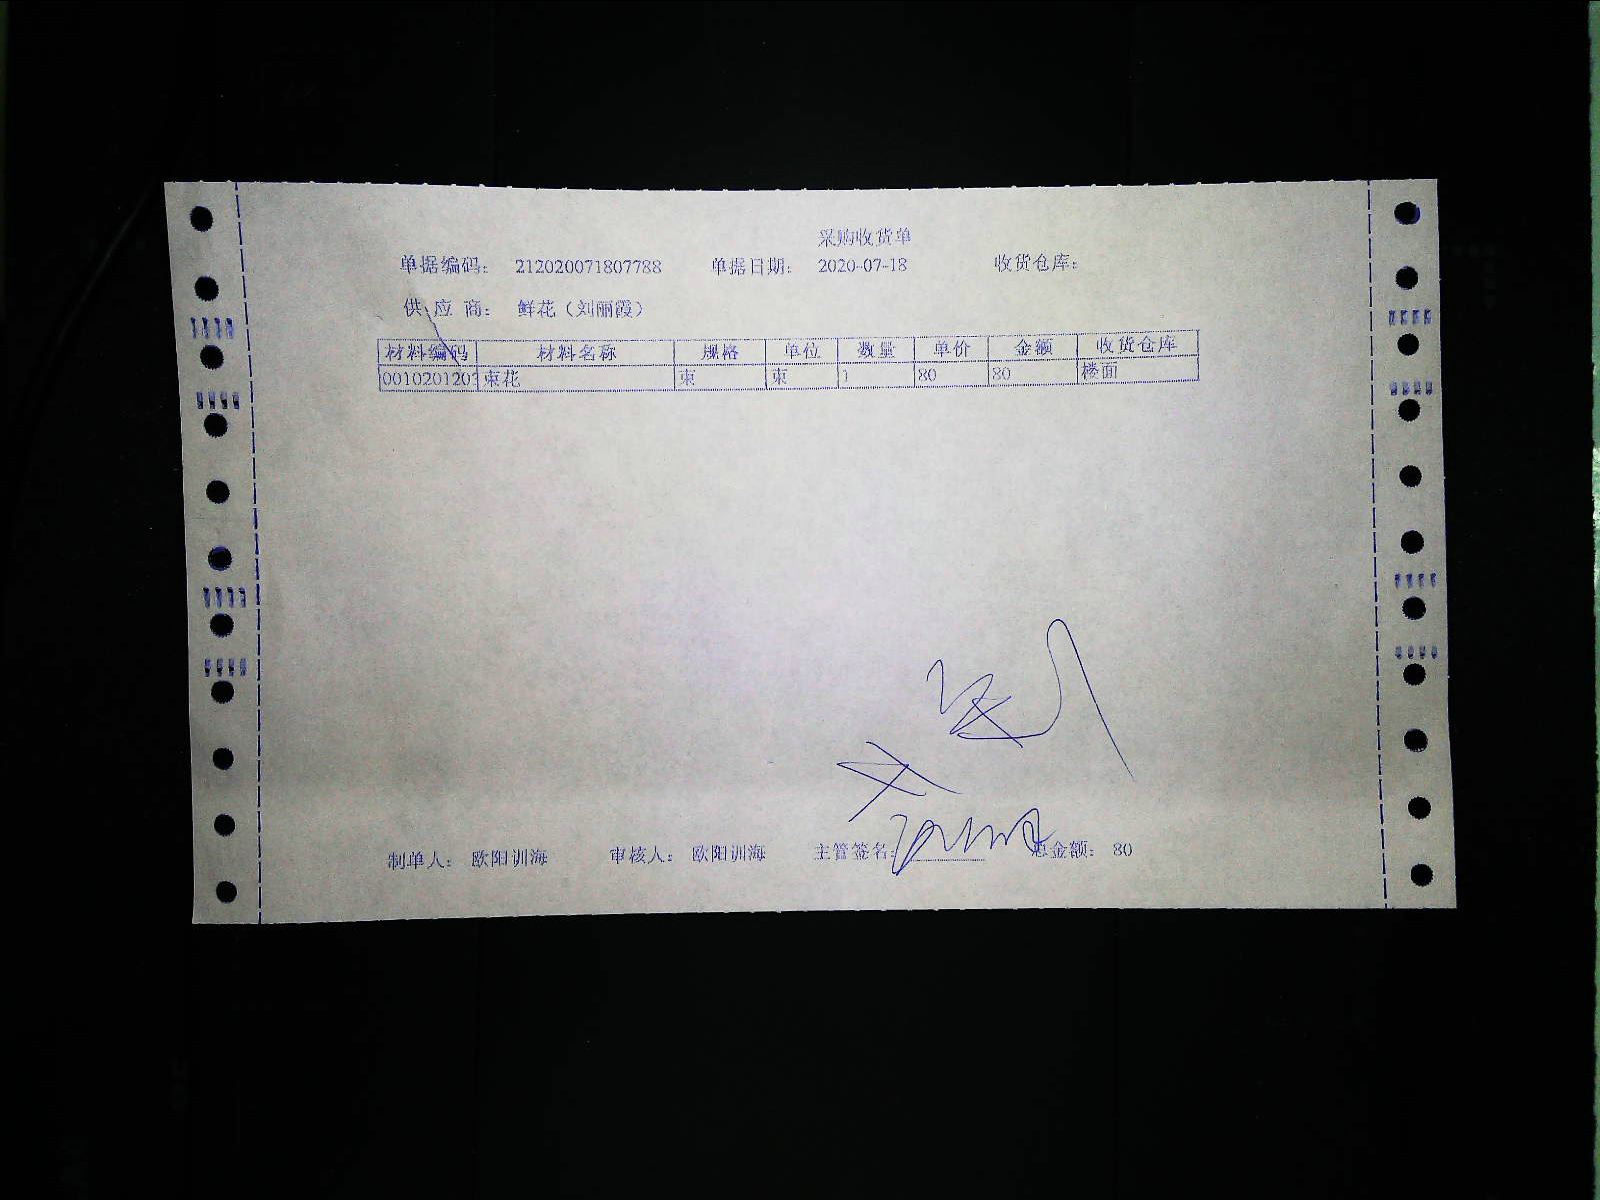 采购收货单
单据编码： 212020071807788 单据日期： 2020-07-18 收货仓库：
供应商： 鲜花（刘丽霞）
材料编码 材料名称 规格 单位 数量 单价 金额 收货仓库
0010201203 束花 束 束 1 80 80 楼面
制单人： 欧阳训海 审核人： 欧阳训海 主管签名： 总金额： 80